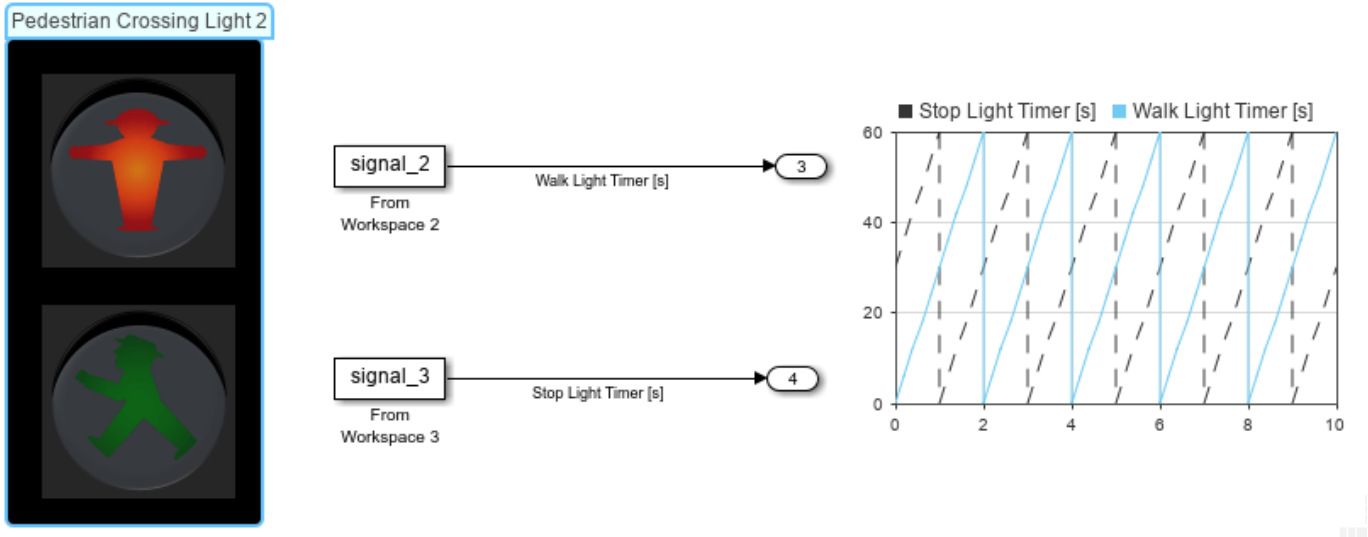 Pedestrian Crossing Light 2
signal_2
Walk Light Timer [s]
3
From
Workspace 2
signal_3
Stop Light Timer [s]
4
From
Workspace 3
Stop Light Timer [s] Walk Light Timer [s]
60
40
20
0
0 2 4 6 8 10